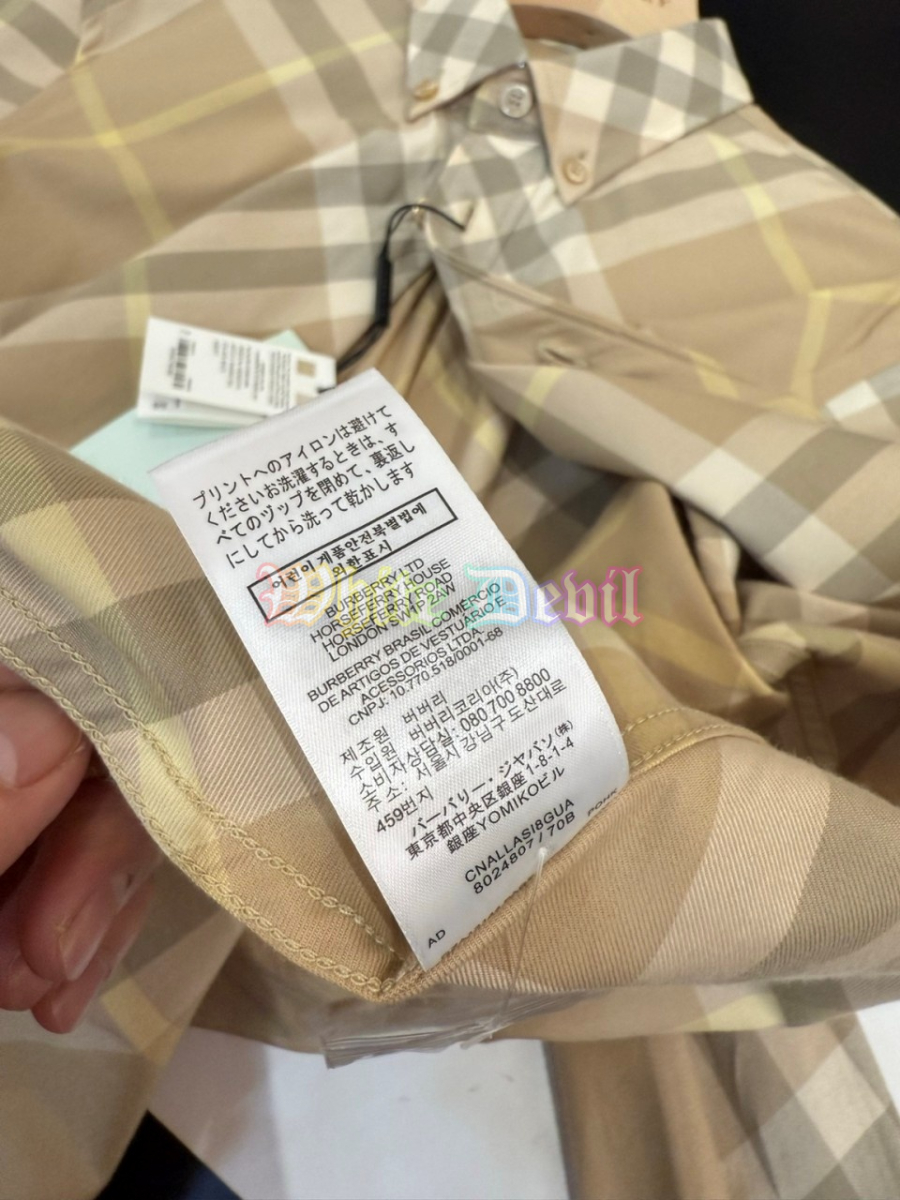 プリントへのアイロンは避けて
くださいお洗濯するときは、す
べてのヅップを閉めて、裏返し
にしてから洗って乾かします
어린이제품안전특별법에
의한표시
BURBERRY LTD
HORSEFERRY HOUSE
HORSEFERRY ROAD
LONDON SW1P 2AW
BURBERRY BRASIL COMÉRCIO
DE ARTIGOS DE VESTUARIO E
ACESSORIOS LTDA
CNPJ: 10.770.518/0001-68
제조원 버버리
수입원 버버리코리아(주)
소비자상담실: 080 700 8800
주소: 서울시 강남구 도산대로
459번지
バーバリー・ジャパン(株)
東京都中央区銀座1-8-1-4
銀座YOMIKOビル
CNALLASI8GUA
8024807 / 70B
AD
White Devil